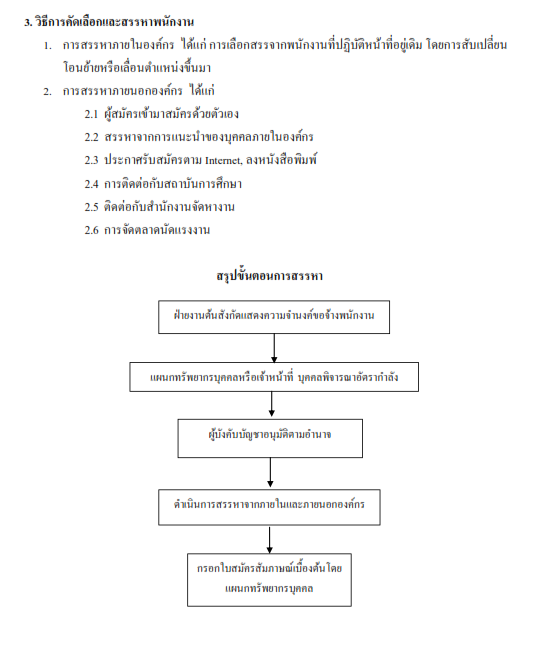 3. วิธีการคัดเลือกและสรรหาพนักงาน
1. การสรรหาภายในองค์กร ได้แก่ การเลือกสรรจากพนักงานที่ปฏิบัติหน้าที่อยู่เดิม โดยการสับเปลี่ยน
โอนย้ายหรือเลื่อนตำแหน่งขึ้นมา
2. การสรรหาภายนอกองค์กร ได้แก่
2.1 ผู้สมัครเข้ามาสมัครด้วยตัวเอง
2.2 สรรหาจากการแนะนำของบุคคลภายในองค์กร
2.3 ประกาศรับสมัครตาม Internet, ลงหนังสือพิมพ์
2.4 การติดต่อกับสถาบันการศึกษา
2.5 ติดต่อกับสำนักงานจัดหางาน
2.6 การจัดตลาดนัดแรงงาน
สรุปขั้นตอนการสรรหา
ฝ่ายงานต้นสังกัดแสดงความจำนงค์ขอจ้างพนักงาน
แผนกทรัพยากรบุคคลหรือเจ้าหน้าที่ บุคคลพิจารณาอัตรากำลัง
ผู้บังคับบัญชาอนุมัติตามอำนาจ
ดำเนินการสรรหาจากภายในและภายนอกองค์กร
กรอกใบสมัครสัมภาษณ์เบื้องต้นโดย
แผนกทรัพยากรบุคคล